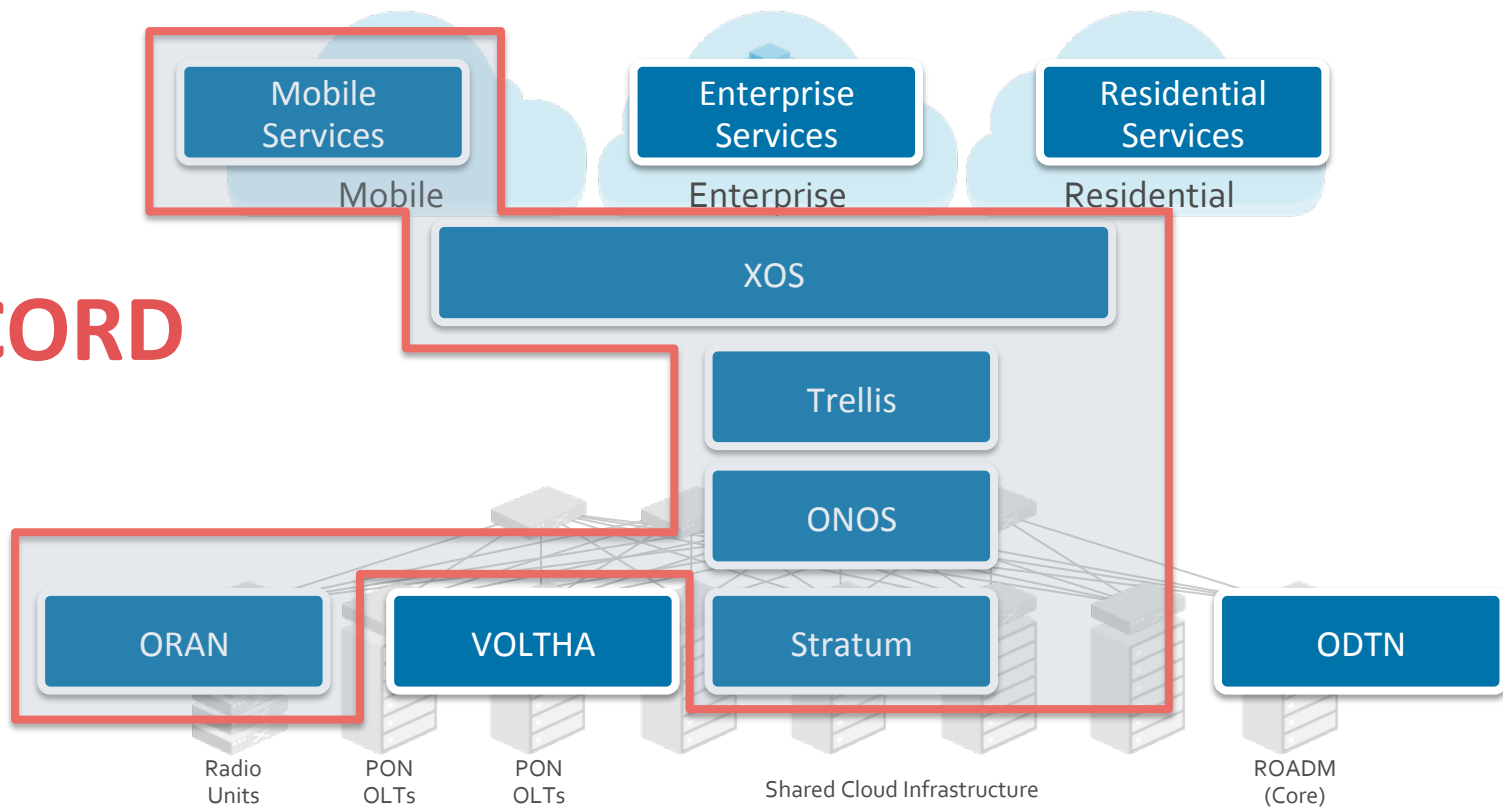 Mobile
Services
Enterprise
Services
Residential
Services
Mobile
Enterprise
Residential
XOS
CORD
Trellis
ONOS
ORAN
VOLTHA
Stratum
ODTN
Radio
Units
PON
OLTs
PON
OLTs
Shared Cloud Infrastructure
ROADM
(Core)